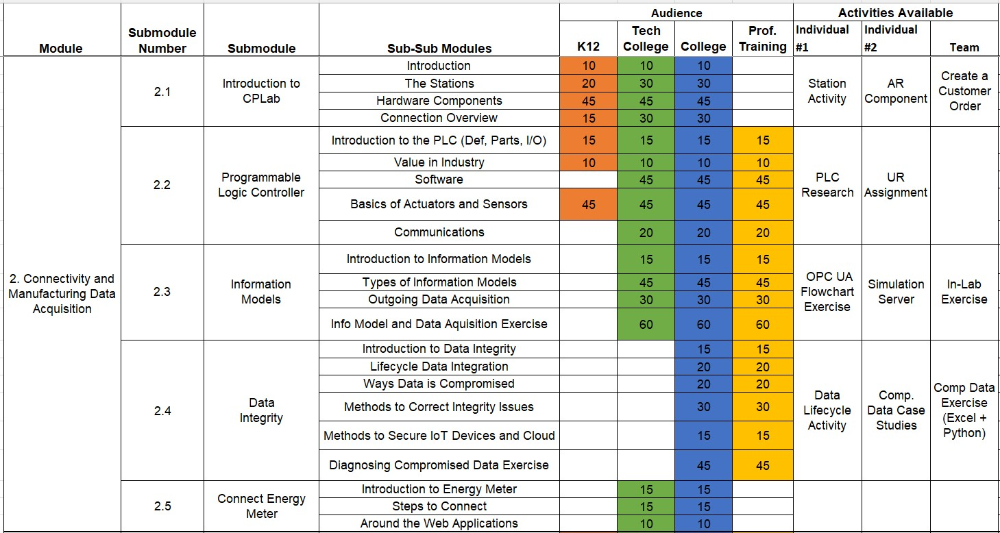 Audience
Activities Available
Module
Submodule
Number
Submodule
Sub-Sub Modules
K12
Tech
College
College
Prof.
Training
Individual
#1
Individual
#2
Team
2. Connectivity and
Manufacturing Data
Acquisition
2.1
Introduction to
CPLab
Introduction 10 10 10
The Stations 20 30 30
Hardware Components 45 45 45
Connection Overview 15 30 30
Station
Activity
AR
Component
Create a
Customer
Order
2.2
Programmable
Logic Controller
Introduction to the PLC (Def, Parts, I/O) 15 15 15 15
Value in Industry 10 10 10 10
Software 45 45 45
Basics of Actuators and Sensors 45 45 45 45
Communications 20 20 20
PLC
Research
UR
Assignment
2.3
Information
Models
Introduction to Information Models 15 15 15
Types of Information Models 45 45 45
Outgoing Data Acquisition 30 30 30
Info Model and Data Aquisition Exercise 60 60 60
OPC UA
Flowchart
Exercise
Simulation
Server
In-Lab
Exercise
2.4
Data
Integrity
Introduction to Data Integrity 15 15
Lifecycle Data Integration 20 20
Ways Data is Compromised 20 20
Methods to Correct Integrity Issues 30 30
Methods to Secure IoT Devices and Cloud 15 15
Diagnosing Compromised Data Exercise 45 45
Data
Lifecycle
Activity
Comp.
Data Case
Studies
Comp Data
Exercise
(Excel +
Python)
2.5
Connect Energy
Meter
Introduction to Energy Meter 15 15
Steps to Connect 15 15
Around the Web Applications 10 10